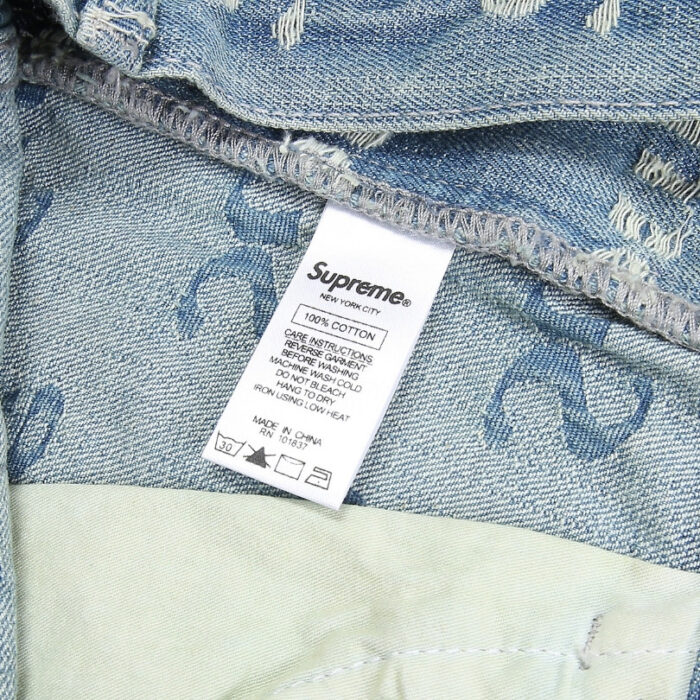 Supreme®
NEW YORK CITY
100% COTTON
CARE INSTRUCTIONS
REVERSE GARMENT
BEFORE WASHING
MACHINE WASH COLD
DO NOT BLEACH
HANG TO DRY
IRON USING LOW HEAT
MADE IN CHINA
RN 101837
30